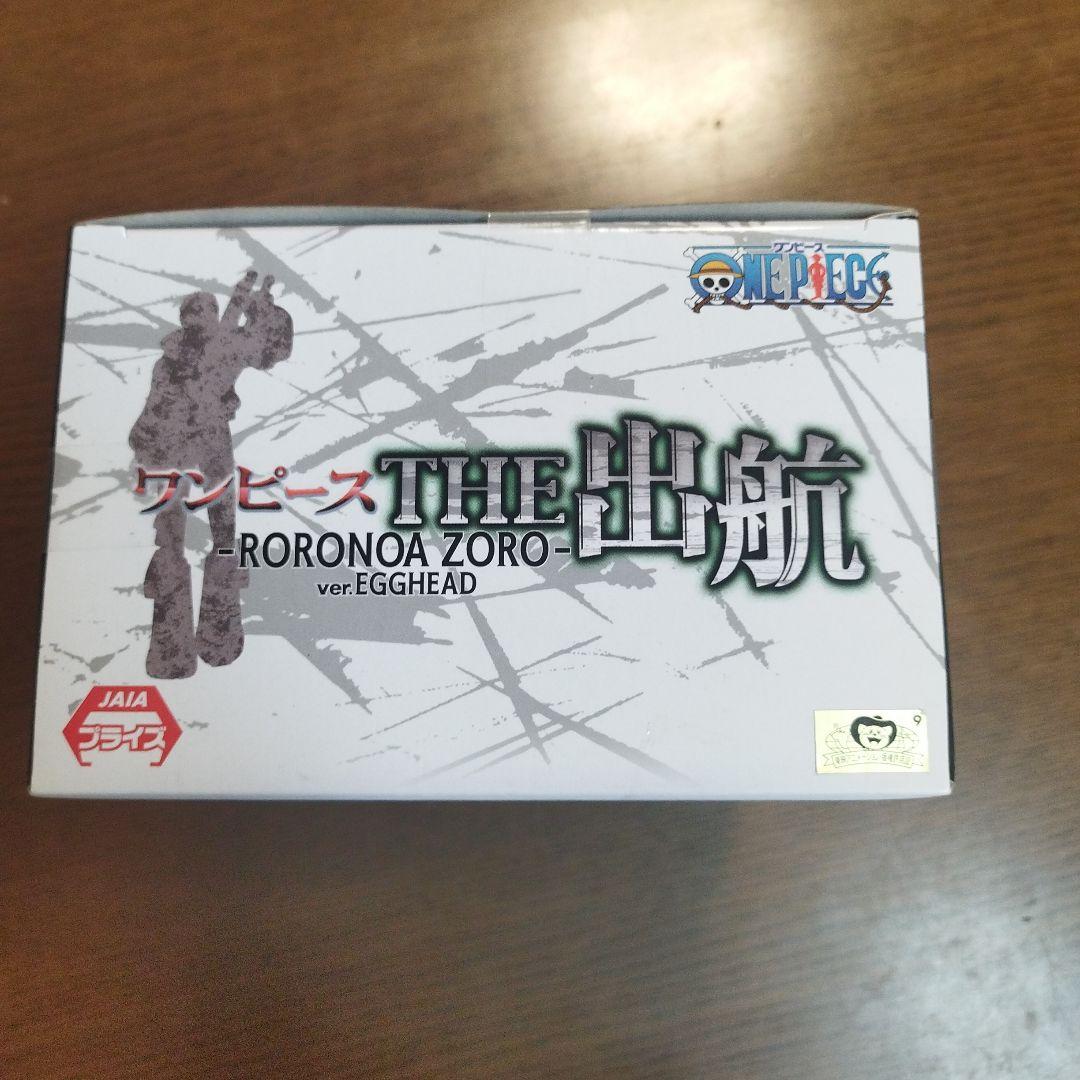 ワンピース
ONE PIECE
ワンピース THE 出航
-RORONOA ZORO-
ver.EGGHEAD
JAIA
プライズ
9